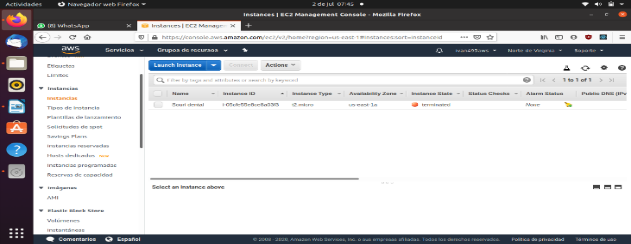 Actividades
Navegador web Firefox
2 de jul 07:45
Instances | EC2 Management Console - Mozilla Firefox
(8) WhatsApp
Instances | EC2 Manage
https://console.aws.amazon.com/ec2/v2/home?region=us-east-1#Instances:sort=instanceId
aws
Servicios
Grupos de recursos
Norte de Virginia
Soporte
Etiquetas
Límites
Instancias
Instancias
Tipos de instancia
Plantillas de lanzamiento
Solicitudes de spot
Savings Plans
Instancias reservadas
Hosts dedicados
Instancias programadas
Reservas de capacidad
Imágenes
AMI
Elastic Block Store
Volúmenes
Instantáneas
Launch Instance
Connect
Actions
Filter by tags and attributes or search by keyword
1 to 1 of 1
Name
Instance ID
Instance Type
Availability Zone
Instance State
Status Checks
Alarm Status
Public DNS (IPv
t2.micro
us-east-1a
terminated
None
Select an instance above
Comentarios
Español
© 2008 - 2020, Amazon Web Services, Inc. o sus empresas afiliadas. Todos los derechos reservados.
Política de privacidad
Términos de uso